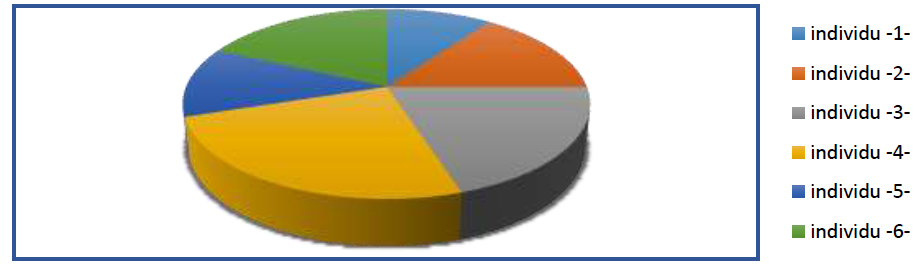 individu -1-
individu -2-
individu -3-
individu -4-
individu -5-
individu -6-